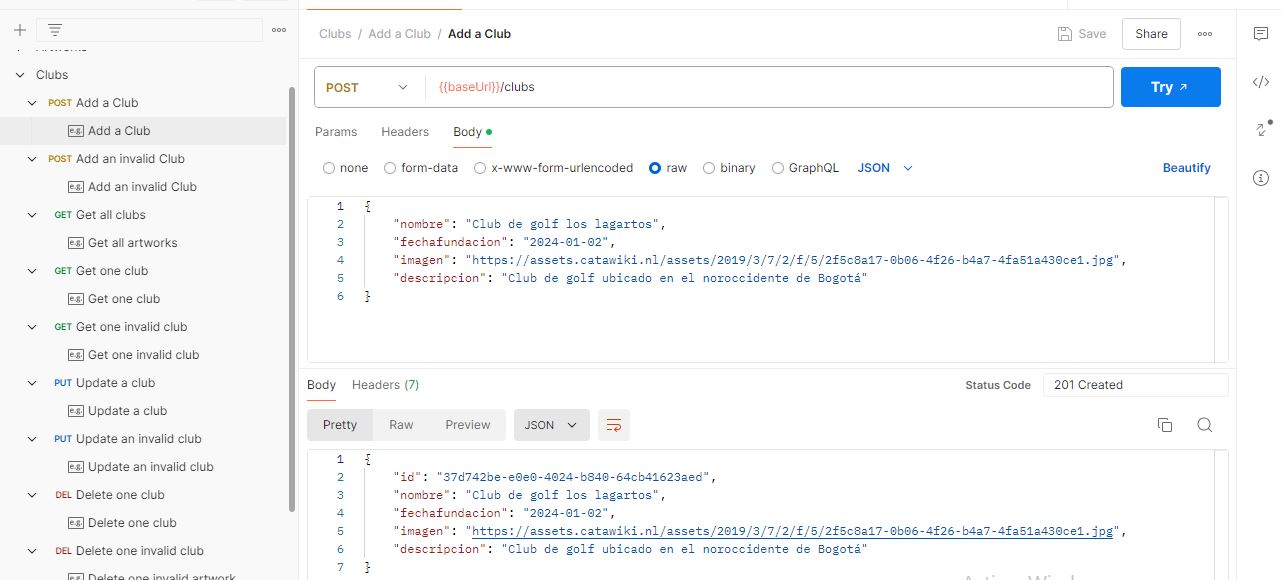 Clubs
POST Add a Club
e.g. Add a Club
POST Add an invalid Club
e.g. Add an invalid Club
GET Get all clubs
e.g. Get all artworks
GET Get one club
e.g. Get one club
GET Get one invalid club
e.g. Get one invalid club
PUT Update a club
e.g. Update a club
PUT Update an invalid club
e.g. Update an invalid club
DEL Delete one club
e.g. Delete one club
DEL Delete one invalid club
e.g. Delete one invalid artwork
Clubs / Add a Club / Add a Club
Save Share
POST {{baseUrl}}/clubs Try
Params Headers Body
none form-data x-www-form-urlencoded raw binary GraphQL JSON Beautify
1 {
2 "nombre": "Club de golf los lagartos",
3 "fechafundacion": "2024-01-02",
4 "imagen": "https://assets.catawiki.nl/assets/2019/3/7/2/f/5/2f5c8a17-0b06-4f26-b4a7-4fa51a430ce1.jpg",
5 "descripcion": "Club de golf ubicado en el noroccidente de Bogotá"
6 }
Body Headers (7) Status Code 201 Created
Pretty Raw Preview JSON
1 {
2 "id": "37d742be-e0e0-4024-b840-64cb41623aed",
3 "nombre": "Club de golf los lagartos",
4 "fechafundacion": "2024-01-02",
5 "imagen": "https://assets.catawiki.nl/assets/2019/3/7/2/f/5/2f5c8a17-0b06-4f26-b4a7-4fa51a430ce1.jpg",
6 "descripcion": "Club de golf ubicado en el noroccidente de Bogotá"
7 }